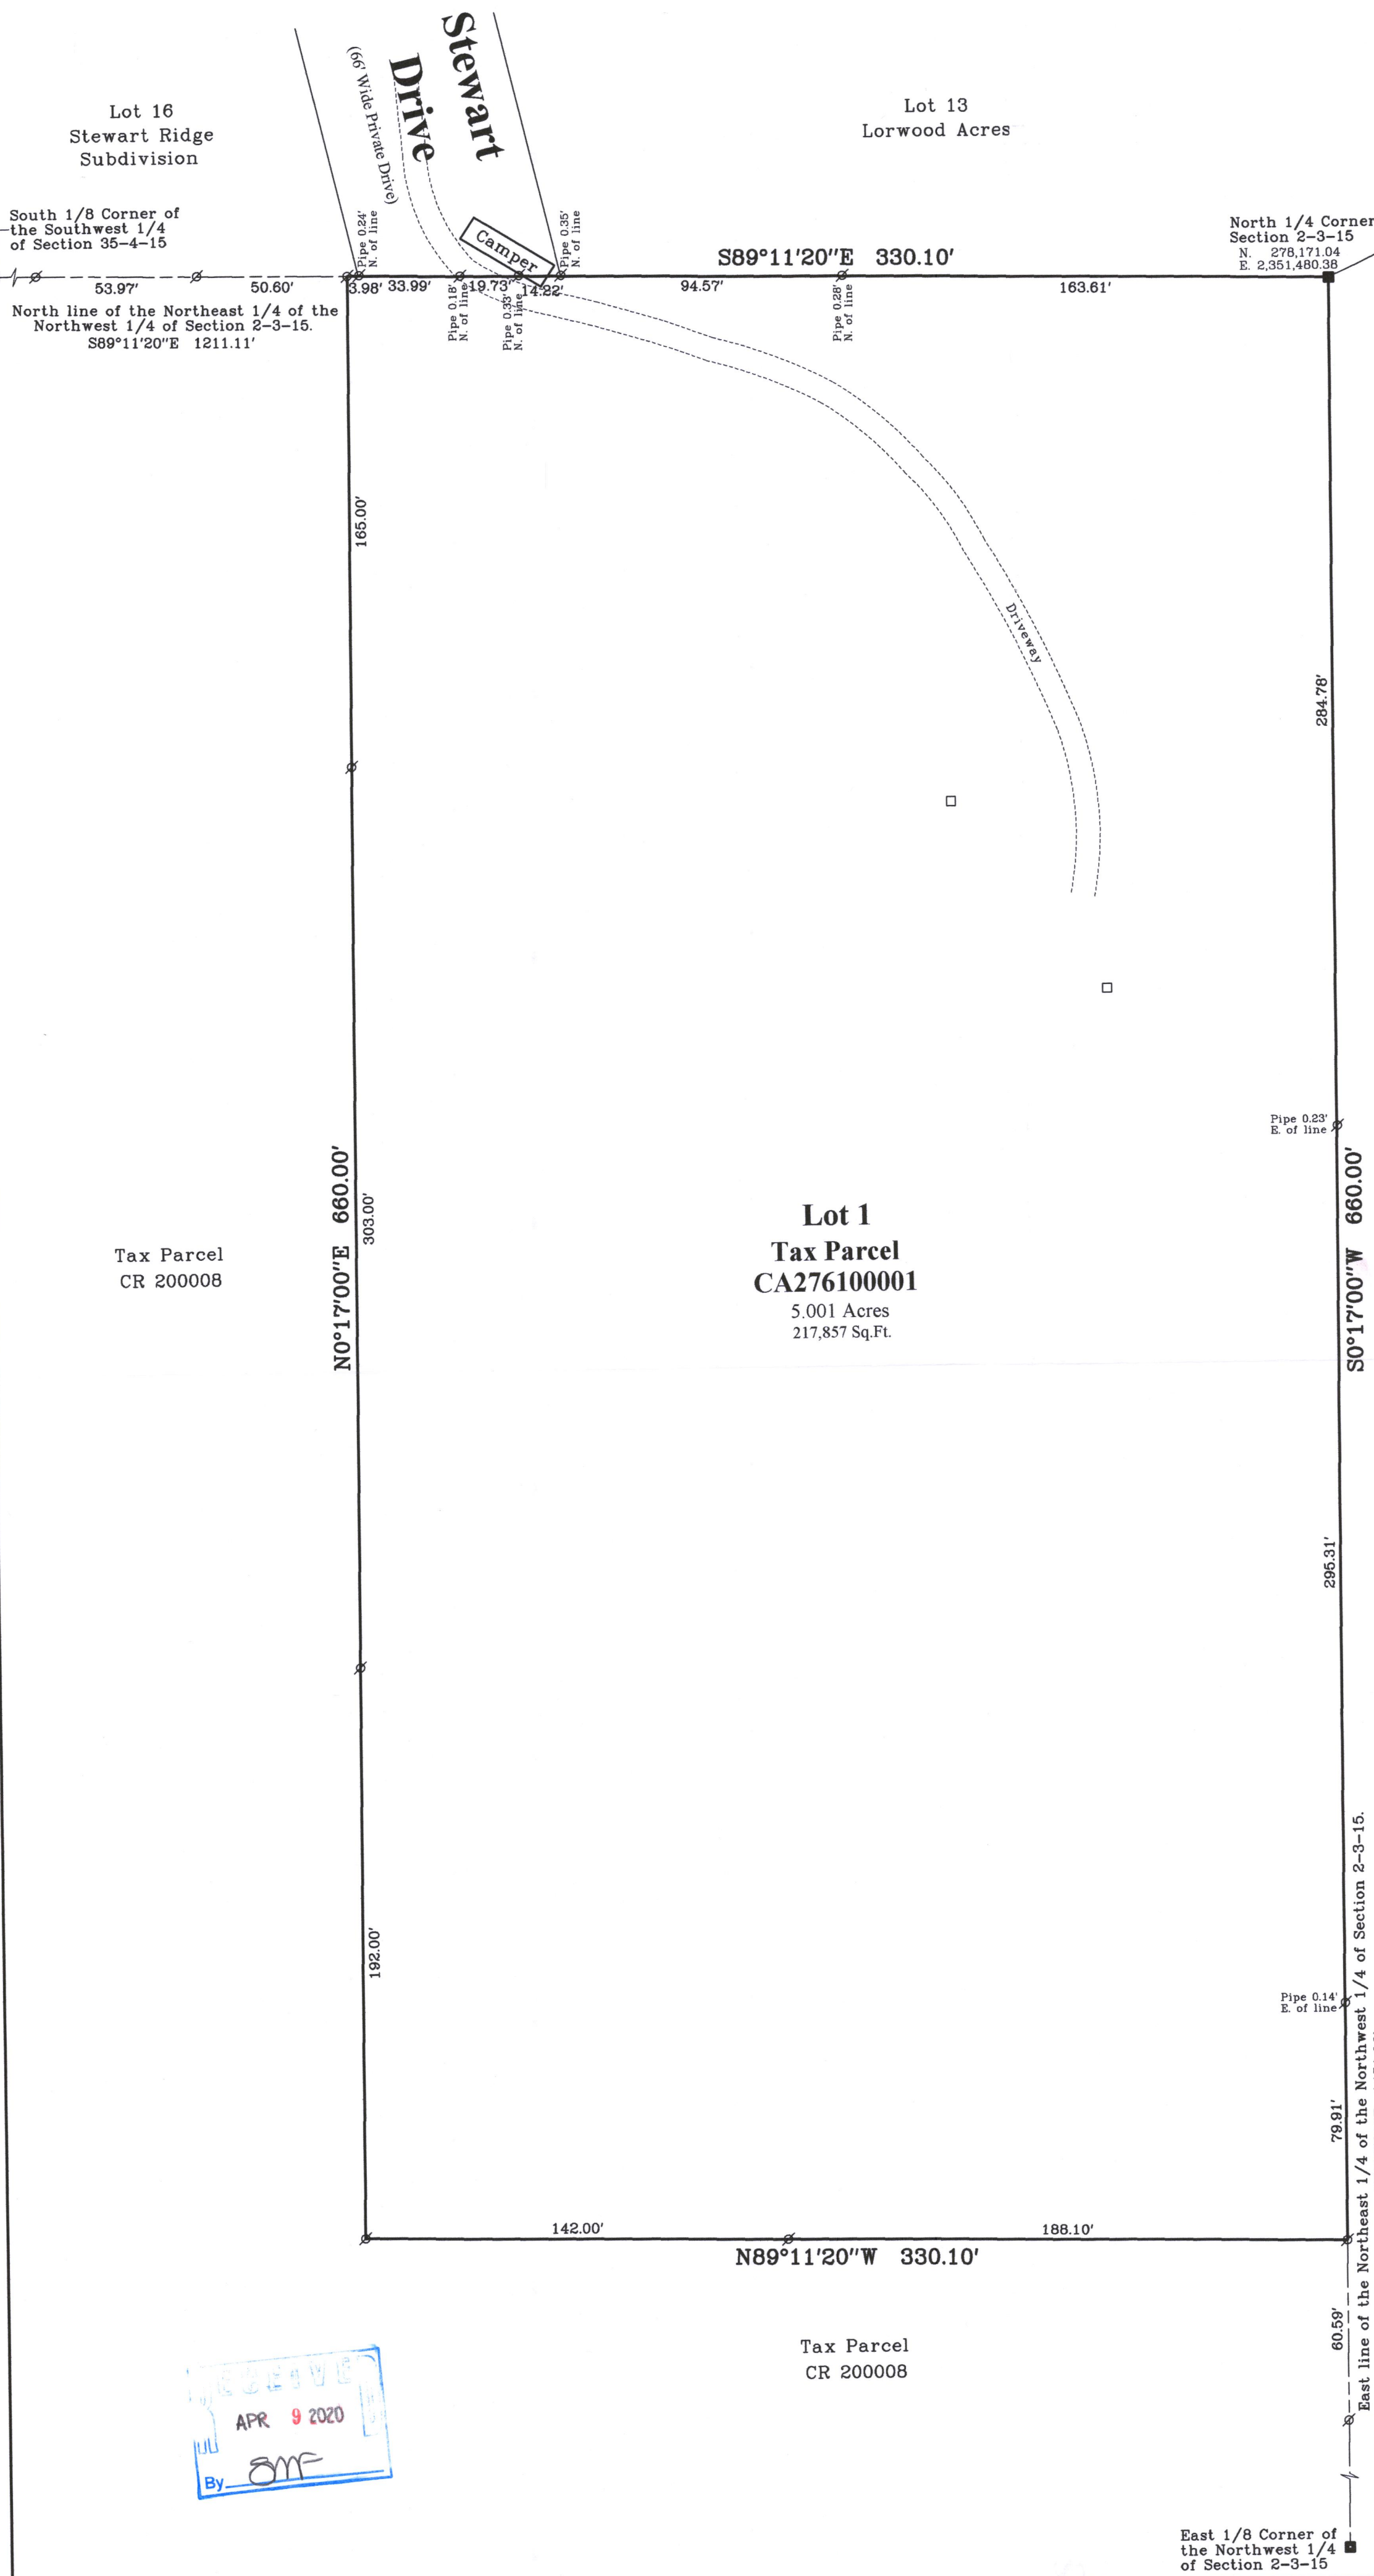 Stewart
Drive
(66' Wide Private Drive)
Lot 16
Stewart Ridge
Subdivision
Lot 13
Lorwood Acres
South 1/8 Corner of
the Southwest 1/4
of Section 35-4-15
Pipe 0.24'
N. of line
Camper
Pipe 0.35'
N. of line
S89°11'20"E 330.10'
North 1/4 Corner
Section 2-3-15
N. 278,171.04
E. 2,351,480.38
53.97'
50.60'
3.98'
33.99'
19.73'
14.22'
94.57'
163.61'
Pipe 0.18'
N. of line
Pipe 0.33'
N. of line
Pipe 0.28'
N. of line
North line of the Northeast 1/4 of the
Northwest 1/4 of Section 2-3-15.
S89°11'20"E 1211.11'
165.00'
Driveway
284.78'
Pipe 0.23'
E. of line
N0°17'00"E 660.00'
303.00'
S0°17'00"W 660.00'
Tax Parcel
CR 200008
Lot 1
Tax Parcel
CA276100001
5.001 Acres
217,857 Sq.Ft.
295.31'
192.00'
Pipe 0.14'
E. of line
East line of the Northeast 1/4 of the Northwest 1/4 of Section 2-3-15.
79.91'
142.00'
188.10'
N89°11'20"W 330.10'
60.59'
Tax Parcel
CR 200008
APR 9 2020
By SMF
East 1/8 Corner of
the Northwest 1/4
of Section 2-3-15